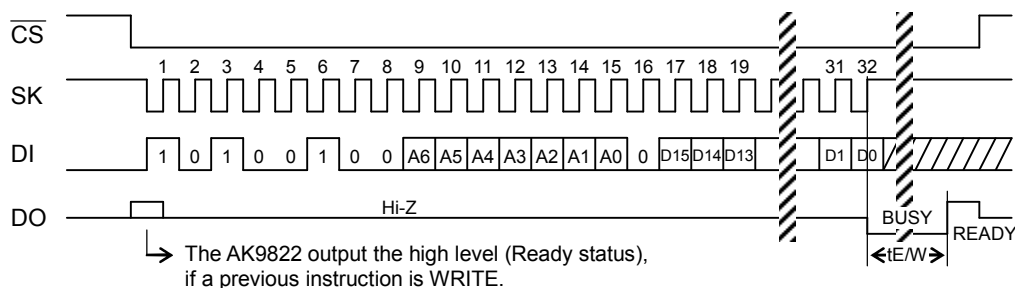 CS
1 2 3 4 5 6 7 8 9 10 11 12 13 14 15 16 17 18 19 31 32
SK
DI 1 0 1 0 0 1 0 0 A6 A5 A4 A3 A2 A1 A0 0 D15 D14 D13 D1 D0
Hi-Z
DO BUSY
READY
The AK9822 output the high level (Ready status), tE/W
if a previous instruction is WRITE.